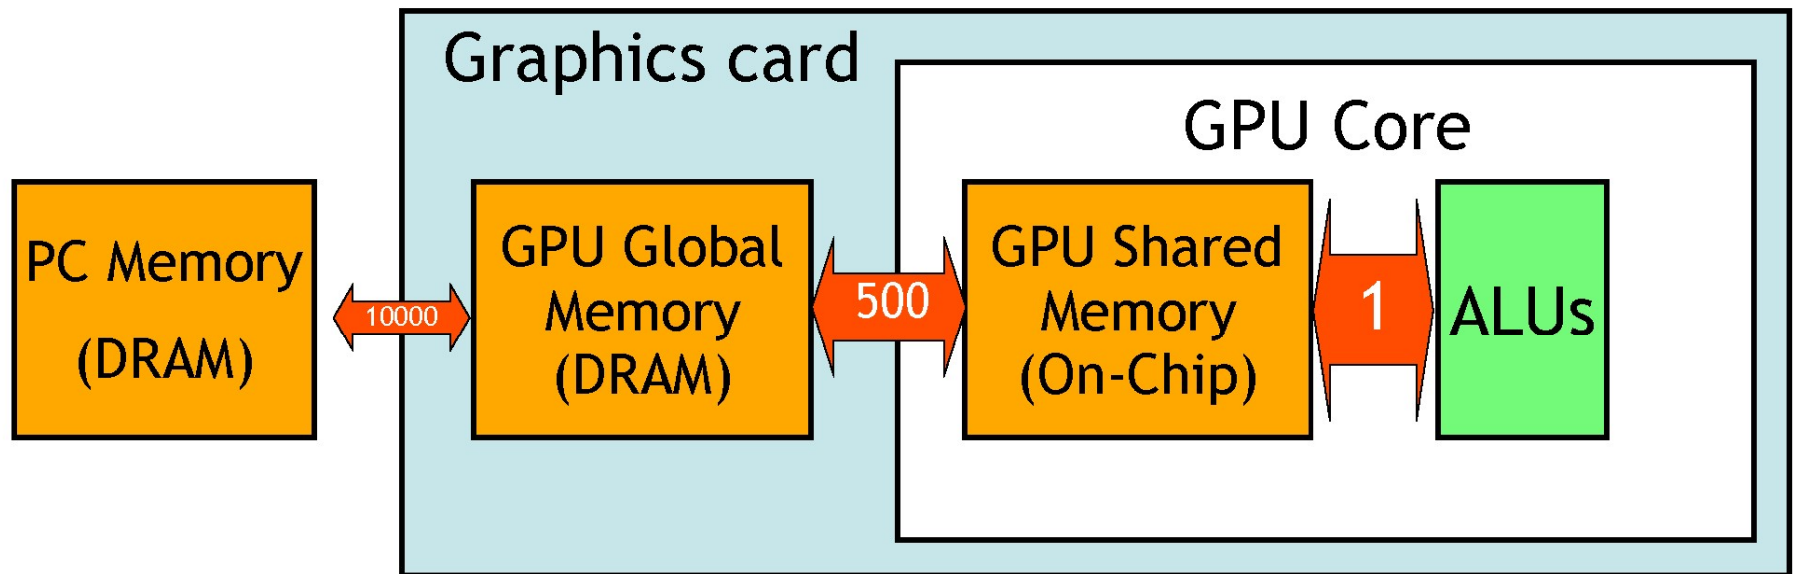 Graphics card
GPU Core
PC Memory
(DRAM)
10000
GPU Global
Memory
(DRAM)
500
GPU Shared
Memory
(On-Chip)
1
ALUs